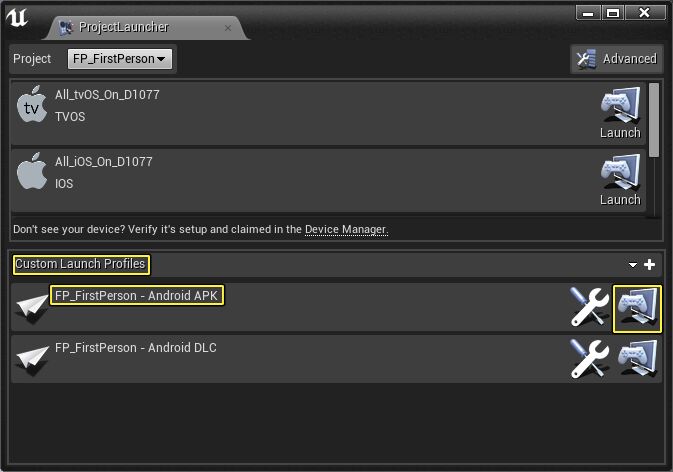 ProjectLauncher
Project FP_FirstPerson Advanced
All_tvOS_On_D1077
tv
TVOS
Launch
All_iOS_On_D1077
IOS
Launch
Don't see your device? Verify it's setup and claimed in the Device Manager.
Custom Launch Profiles
FP_FirstPerson - Android APK
FP_FirstPerson - Android DLC